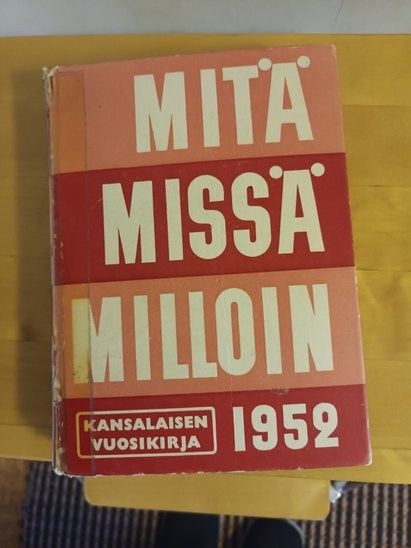 MITÄ
MISSÄ
MILLOIN
KANSALAISEN
VUOSIKIRJA
1952